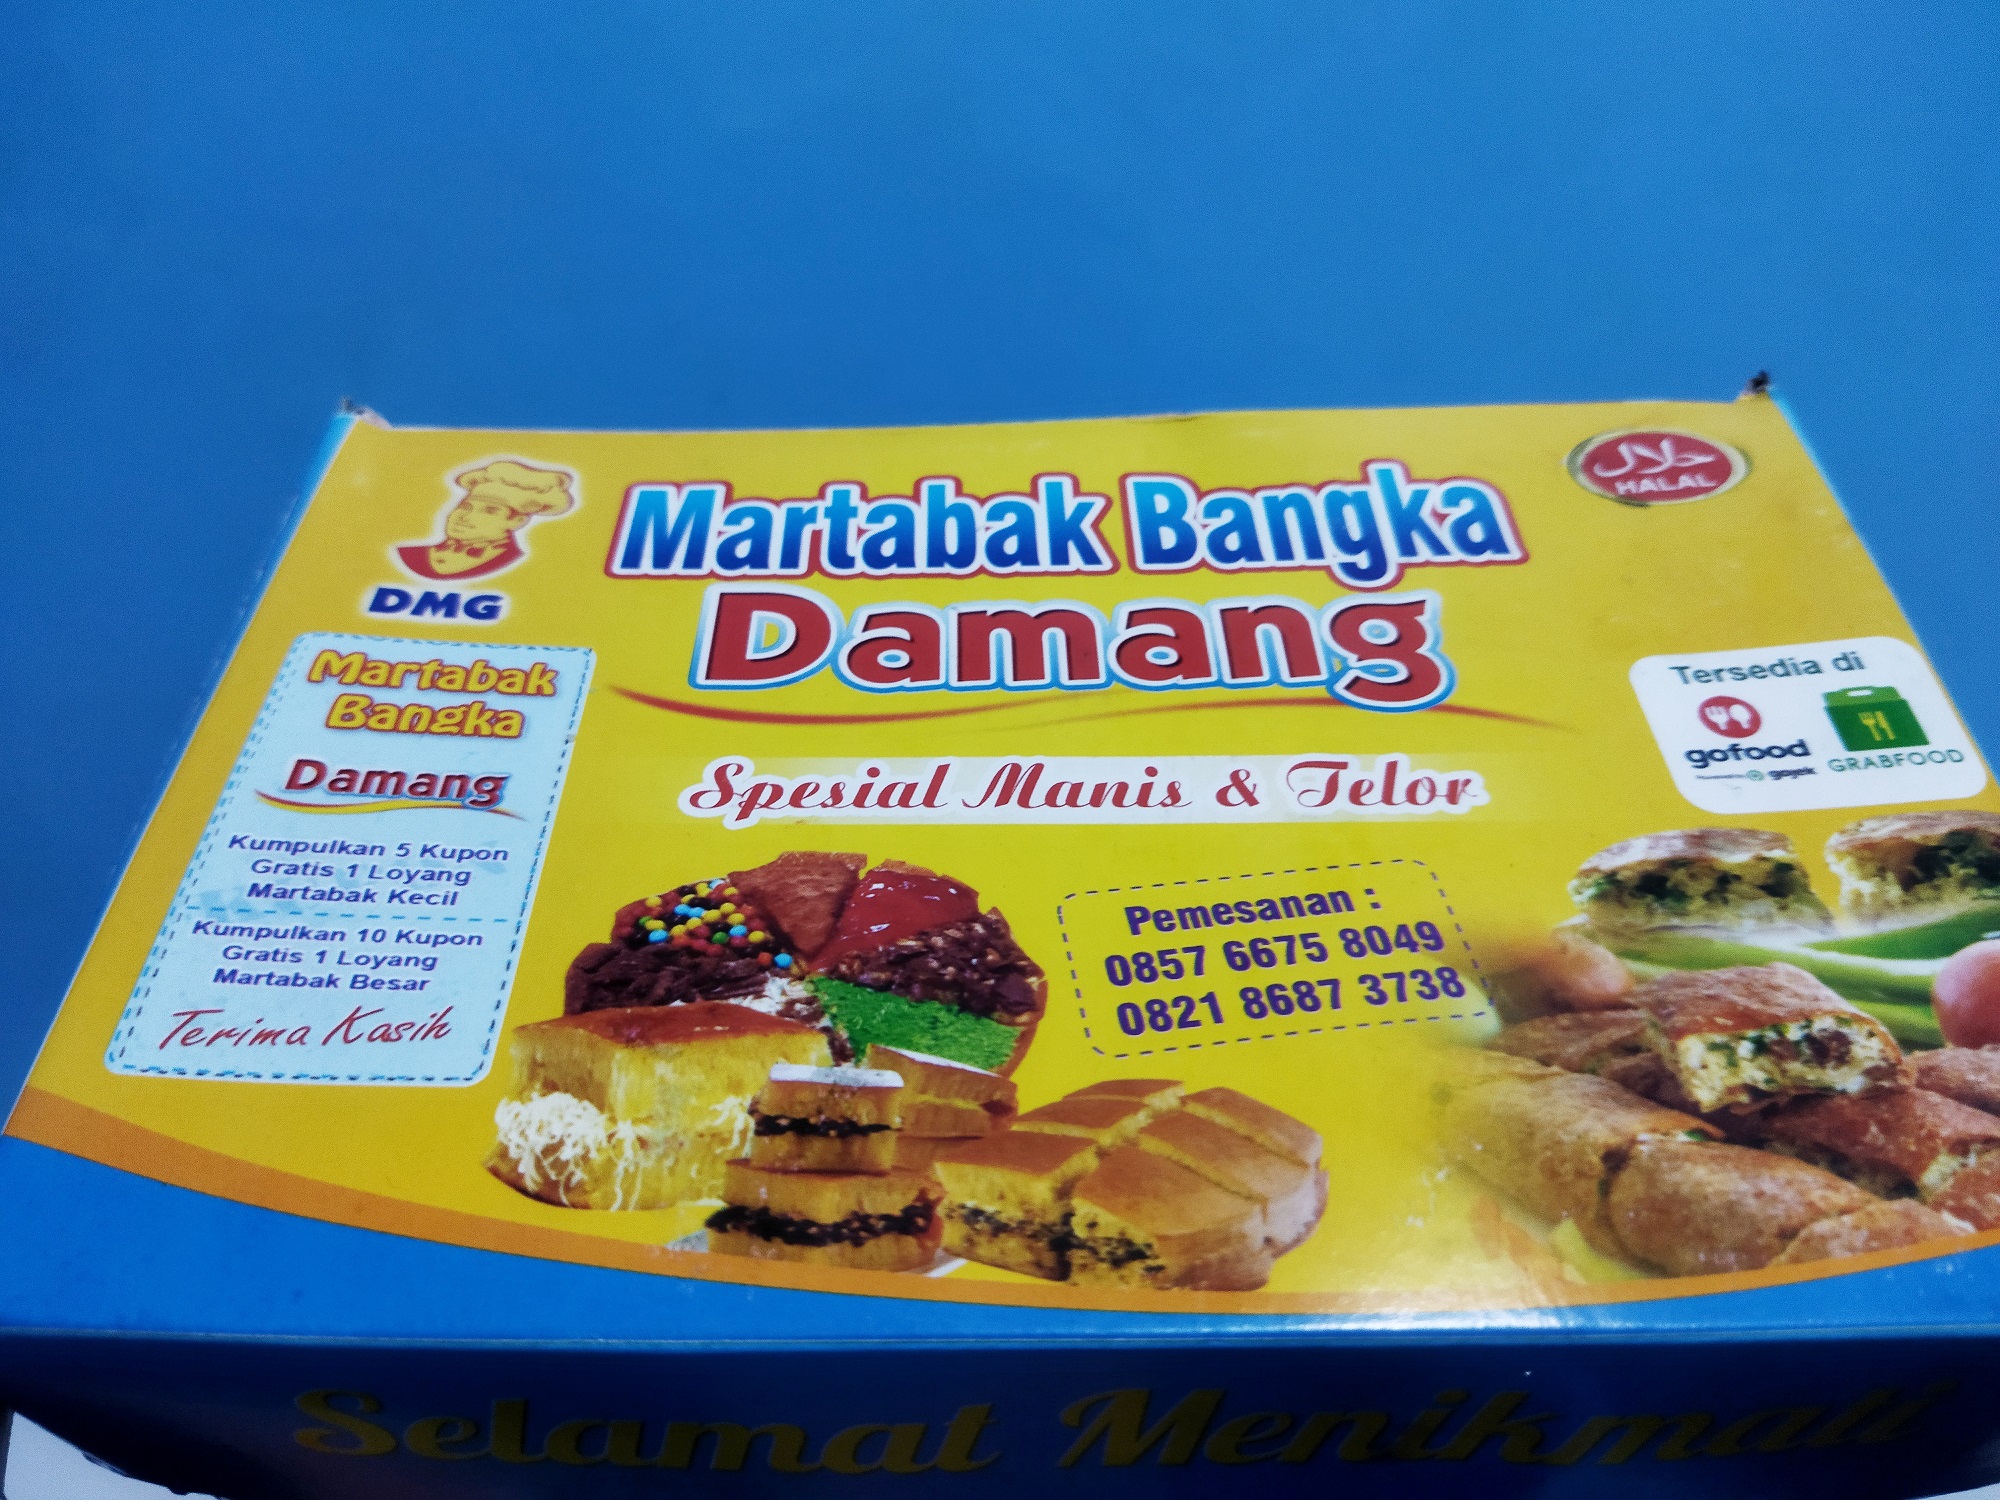 DMG
Martabak Bangka
Damang
حلال
HALAL
Martabak
Bangka
Damang
Kumpulkan 5 Kupon
Gratis 1 Loyang
Martabak Kecil
Kumpulkan 10 Kupon
Gratis 1 Loyang
Martabak Besar
Terima Kasih
Spesial Manis & Telor
Tersedia di
gofood
gojek
GRABFOOD
Pemesanan :
0857 6675 8049
0821 8687 3738
Selamat Menikmati